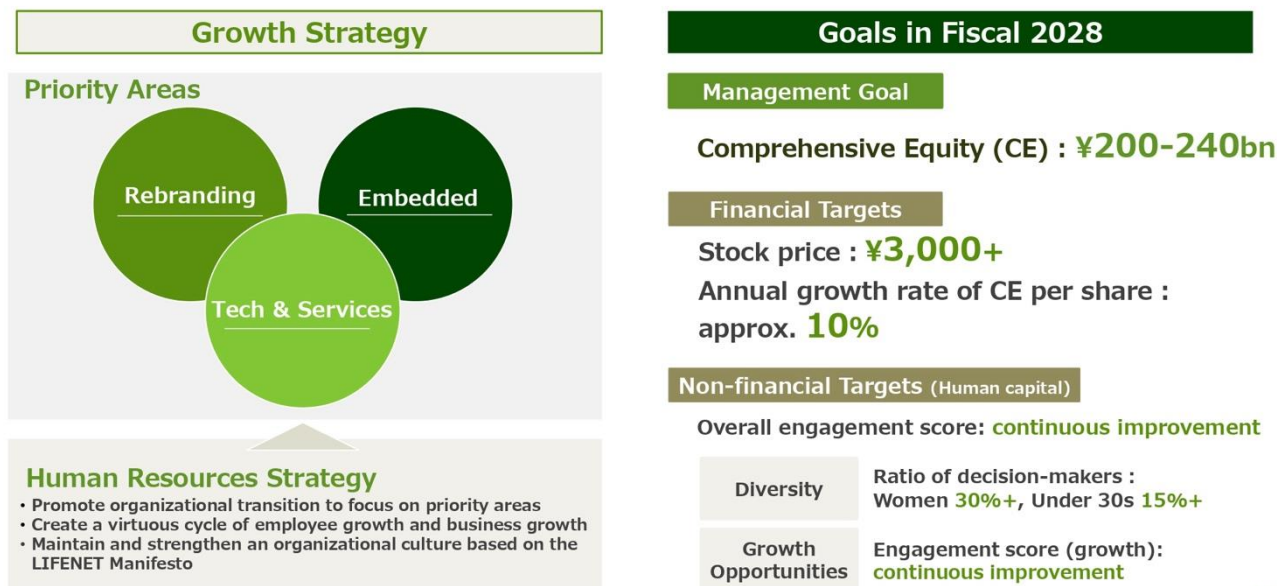 Growth Strategy
Priority Areas
Rebranding
Embedded
Tech & Services
Human Resources Strategy
• Promote organizational transition to focus on priority areas
• Create a virtuous cycle of employee growth and business growth
• Maintain and strengthen an organizational culture based on the
LIFENET Manifesto
Goals in Fiscal 2028
Management Goal
Comprehensive Equity (CE) : ¥200-240bn
Financial Targets
Stock price : ¥3,000+
Annual growth rate of CE per share :
approx. 10%
Non-financial Targets (Human capital)
Overall engagement score: continuous improvement
Diversity
Ratio of decision-makers :
Women 30%+, Under 30s 15%+
Growth
Opportunities
Engagement score (growth):
continuous improvement